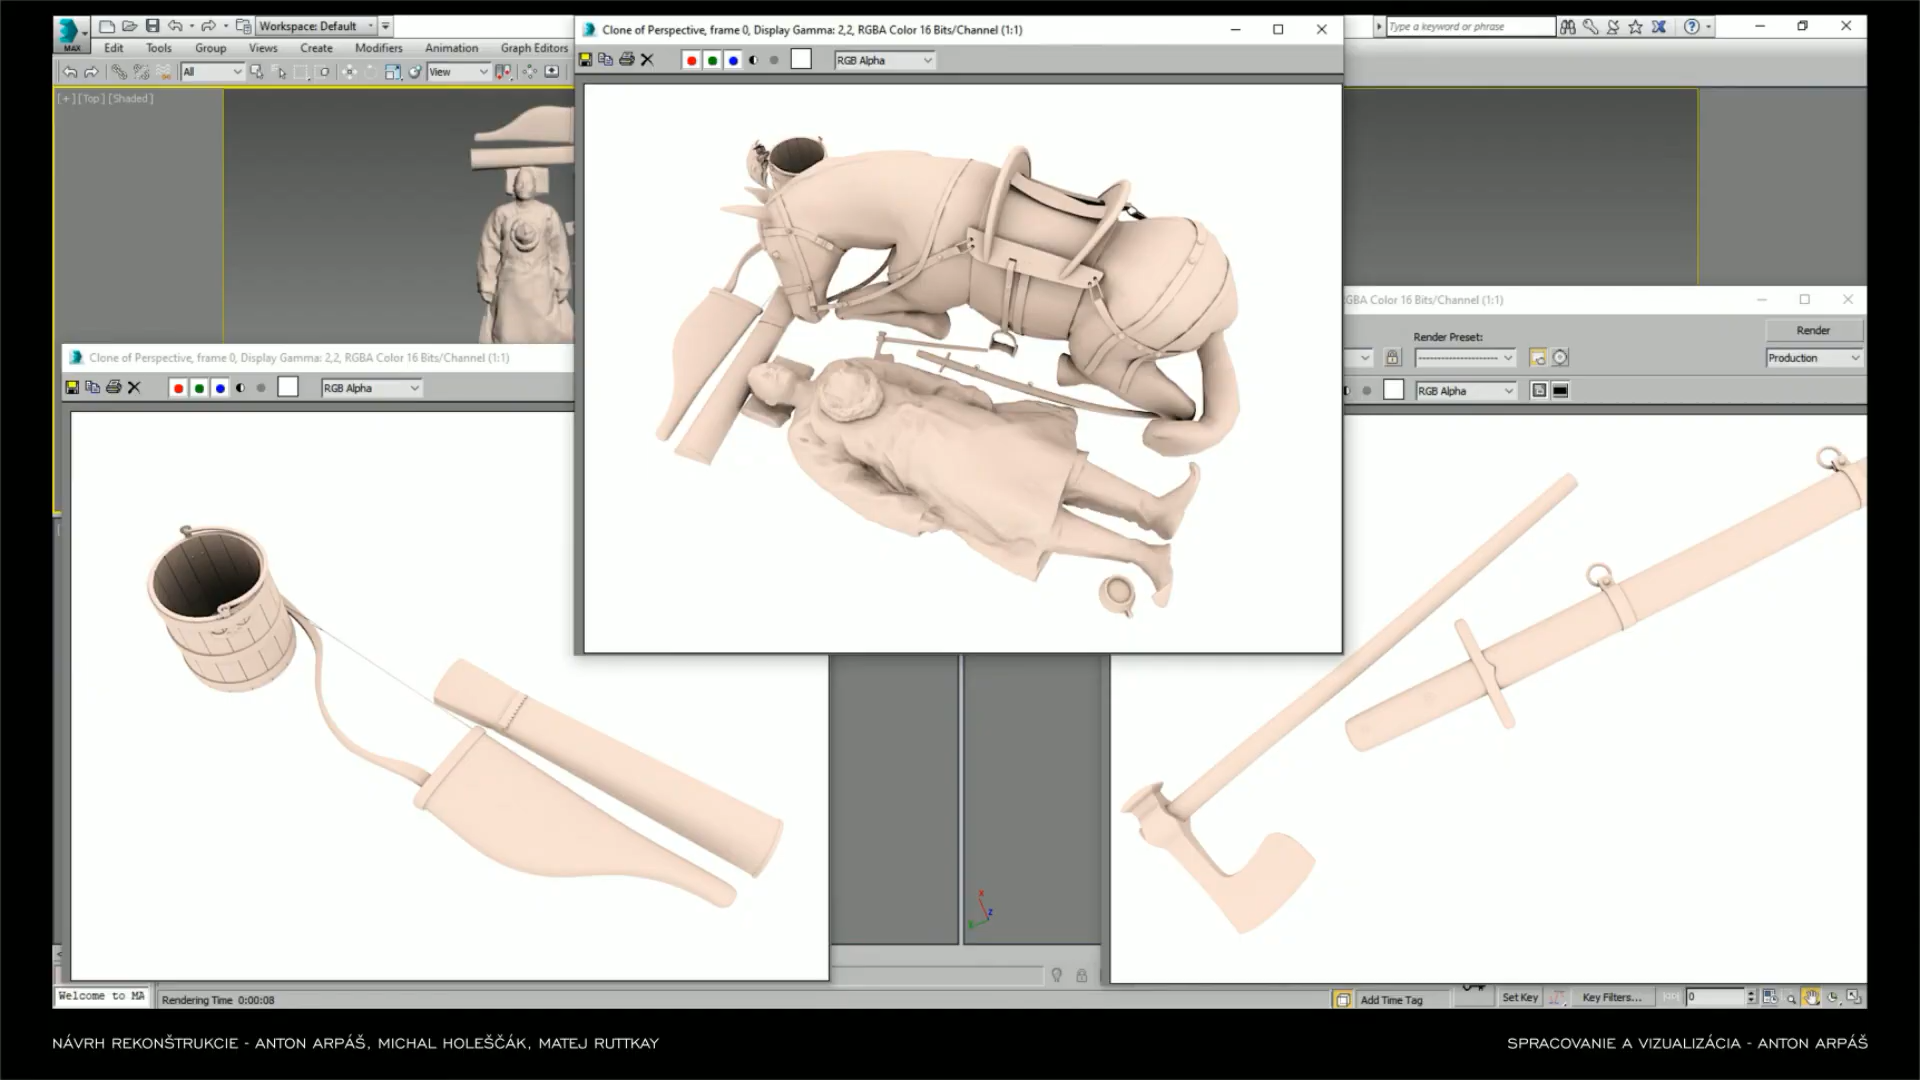 MAX
Workspace: Default
Type a keyword or phrase
Edit Tools Group Views Create Modifiers Animation Graph Editors
All
View
[+] [Top] [Shaded]
Clone of Perspective, frame 0, Display Gamma: 2,2, RGBA Color 16 Bits/Channel (1:1)
RGB Alpha
GBA Color 16 Bits/Channel (1:1)
Render Preset:
Render
Production
RGB Alpha
Clone of Perspective, frame 0, Display Gamma: 2,2, RGBA Color 16 Bits/Channel (1:1)
RGB Alpha
x
z
Welcome to MA
Rendering Time 0:00:08
Add Time Tag
Set Key
Key Filters...
0
NÁVRH REKONŠTRUKCIE - ANTON ARPÁŠ, MICHAL HOLEŠČÁK, MATEJ RUTTKAY
SPRACOVANIE A VIZUALIZÁCIA - ANTON ARPÁŠ